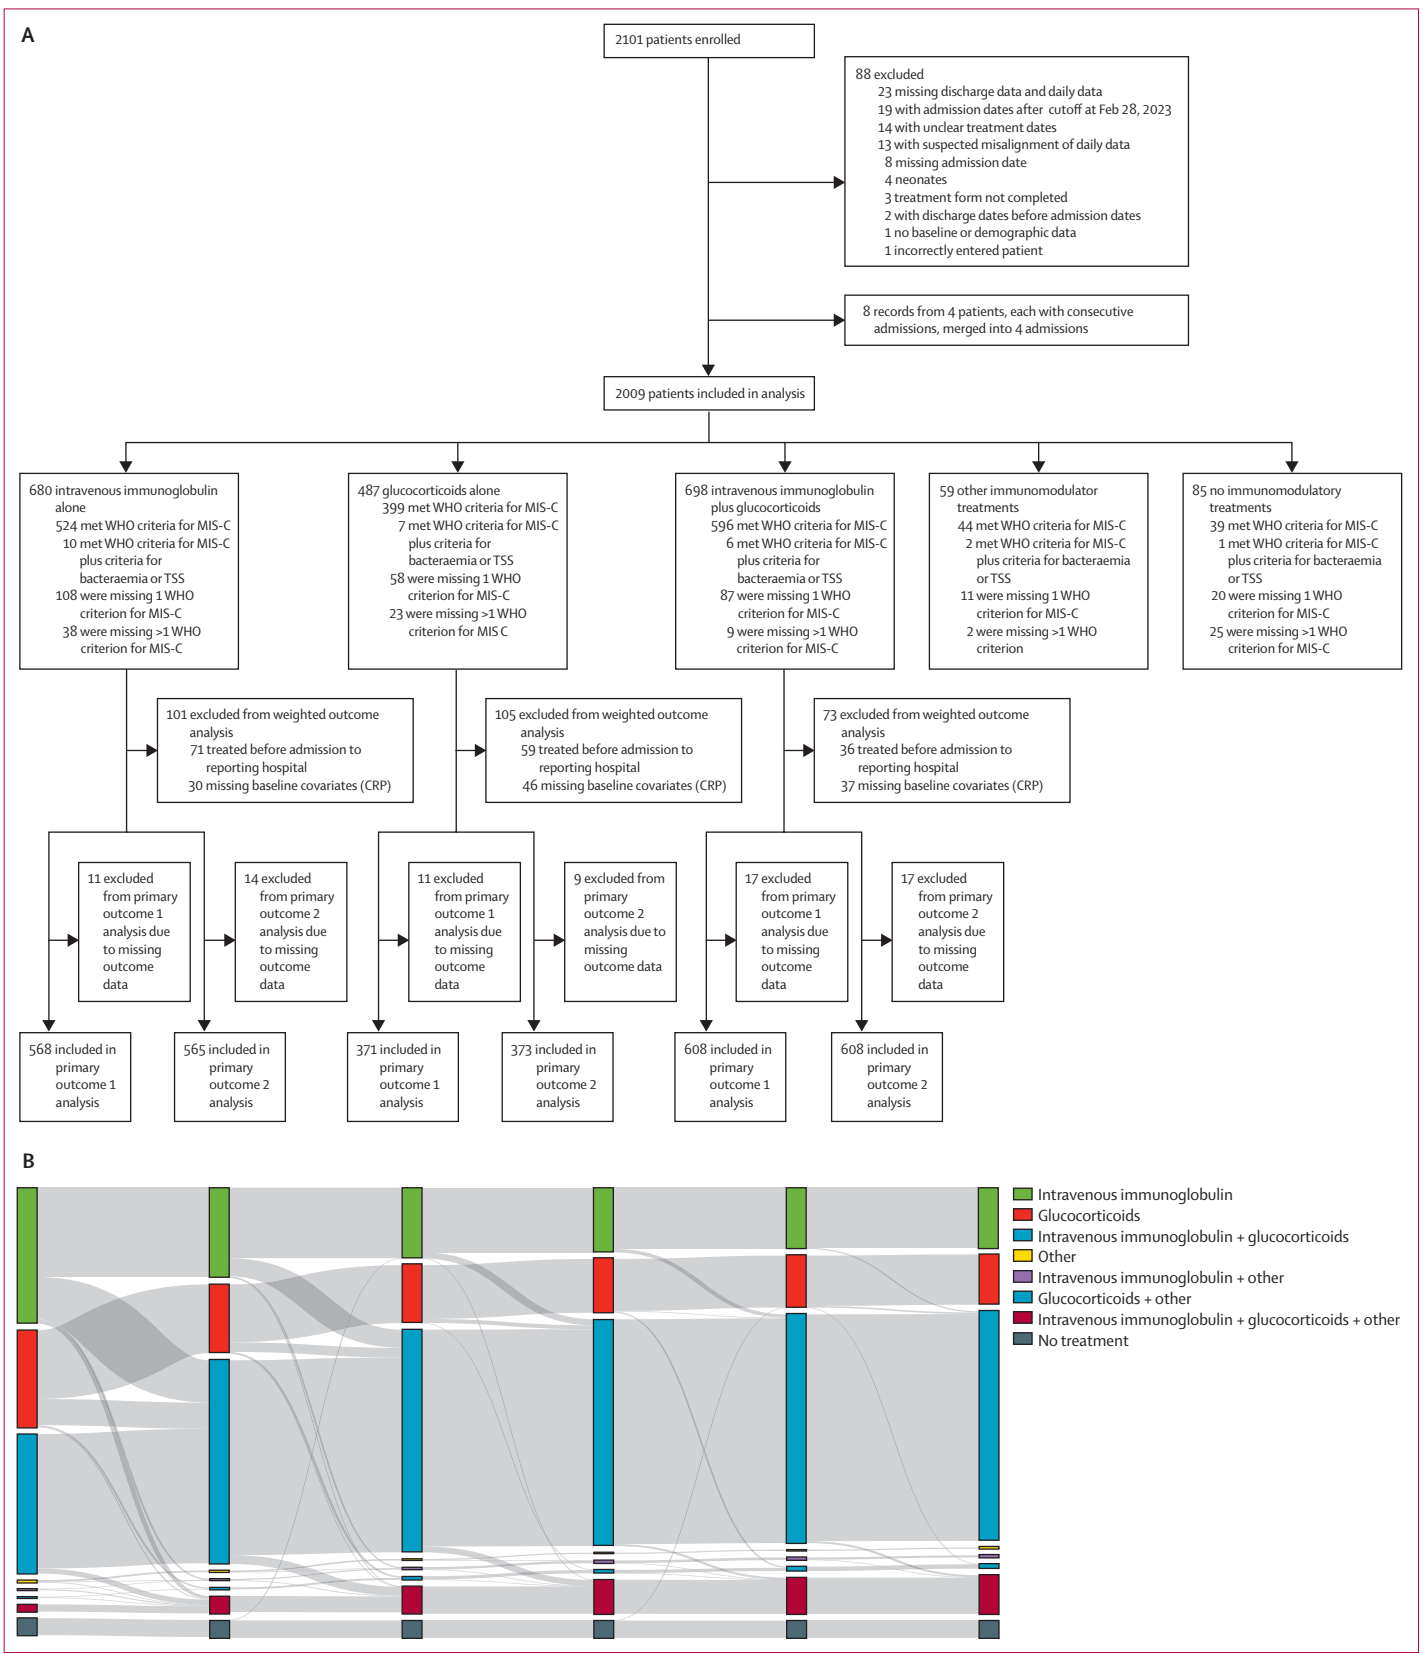 A
2101 patients enrolled
88 excluded
23 missing discharge data and daily data
19 with admission dates after cutoff at Feb 28, 2023
14 with unclear treatment dates
13 with suspected misalignment of daily data
8 missing admission date
4 neonates
3 treatment form not completed
2 with discharge dates before admission dates
1 no baseline or demographic data
1 incorrectly entered patient
8 records from 4 patients, each with consecutive
admissions, merged into 4 admissions
2009 patients included in analysis
680 intravenous immunoglobulin
alone
524 met WHO criteria for MIS-C
10 met WHO criteria for MIS-C
plus criteria for
bacteraemia or TSS
108 were missing 1 WHO
criterion for MIS-C
38 were missing >1 WHO
criterion for MIS-C
487 glucocorticoids alone
399 met WHO criteria for MIS-C
7 met WHO criteria for MIS-C
plus criteria for
bacteraemia or TSS
58 were missing 1 WHO
criterion for MIS-C
23 were missing >1 WHO
criterion for MIS C
698 intravenous immunoglobulin
plus glucocorticoids
596 met WHO criteria for MIS-C
6 met WHO criteria for MIS-C
plus criteria for
bacteraemia or TSS
87 were missing 1 WHO
criterion for MIS-C
9 were missing >1 WHO
criterion for MIS-C
59 other immunomodulator
treatments
44 met WHO criteria for MIS-C
2 met WHO criteria for MIS-C
plus criteria for bacteraemia
or TSS
11 were missing 1 WHO
criterion for MIS-C
2 were missing >1 WHO
criterion
85 no immunomodulatory
treatments
39 met WHO criteria for MIS-C
1 met WHO criteria for MIS-C
plus criteria for bacteraemia
or TSS
20 were missing 1 WHO
criterion for MIS-C
25 were missing >1 WHO
criterion for MIS-C
101 excluded from weighted outcome
analysis
71 treated before admission to
reporting hospital
30 missing baseline covariates (CRP)
105 excluded from weighted outcome
analysis
59 treated before admission to
reporting hospital
46 missing baseline covariates (CRP)
73 excluded from weighted outcome
analysis
36 treated before admission to
reporting hospital
37 missing baseline covariates (CRP)
11 excluded
from primary
outcome 1
analysis due
to missing
outcome
data
14 excluded
from primary
outcome 2
analysis due
to missing
outcome
data
11 excluded
from primary
outcome 1
analysis due
to missing
outcome
data
9 excluded from
primary
outcome 2
analysis due to
missing
outcome data
17 excluded
from primary
outcome 1
analysis due
to missing
outcome
data
17 excluded
from primary
outcome 2
analysis due
to missing
outcome
data
568 included in
primary
outcome 1
analysis
565 included in
primary
outcome 2
analysis
371 included in
primary
outcome 1
analysis
373 included in
primary
outcome 2
analysis
608 included in
primary
outcome 1
analysis
608 included in
primary
outcome 2
analysis
B
Intravenous immunoglobulin
Glucocorticoids
Intravenous immunoglobulin + glucocorticoids
Other
Intravenous immunoglobulin + other
Glucocorticoids + other
Intravenous immunoglobulin + glucocorticoids + other
No treatment